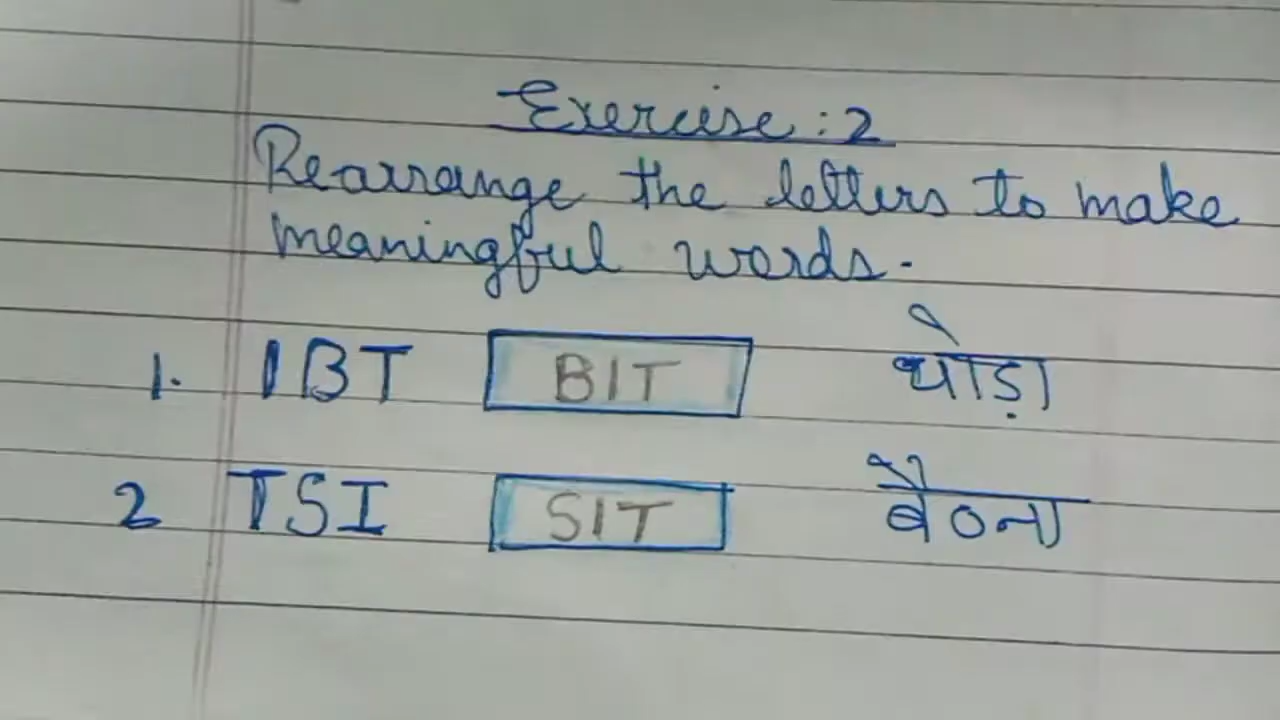 Exercise : 2
Rearrange the letters to make
meaningful words.
1. IBT BIT थोड़ा
2 TSI SIT बैठना